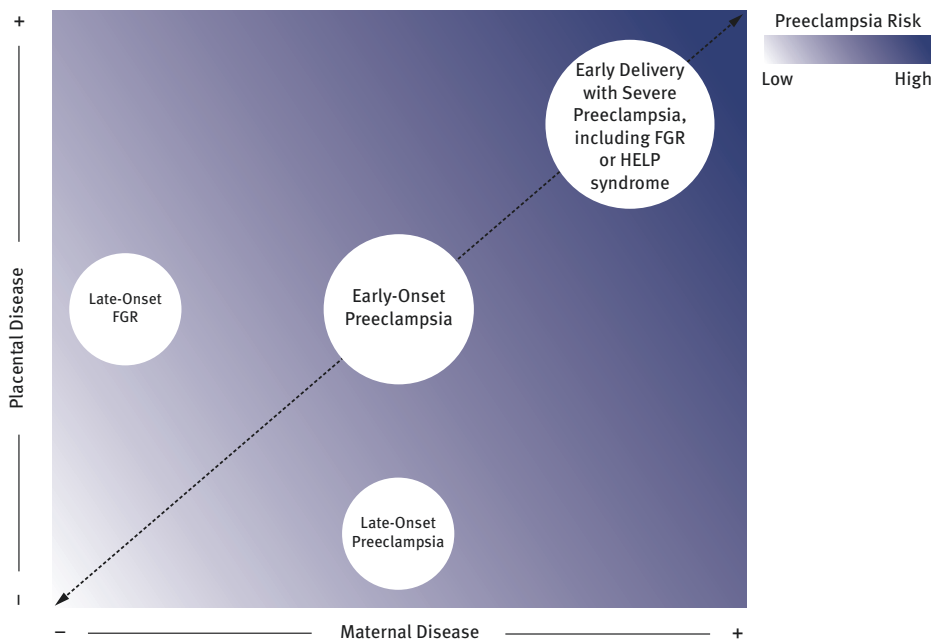 +
Preeclampsia Risk
Low High
Early Delivery
with Severe
Preeclampsia,
including FGR
or HELP
syndrome
Placental Disease
Late-Onset
FGR
Early-Onset
Preeclampsia
Late-Onset
Preeclampsia
–
– Maternal Disease +